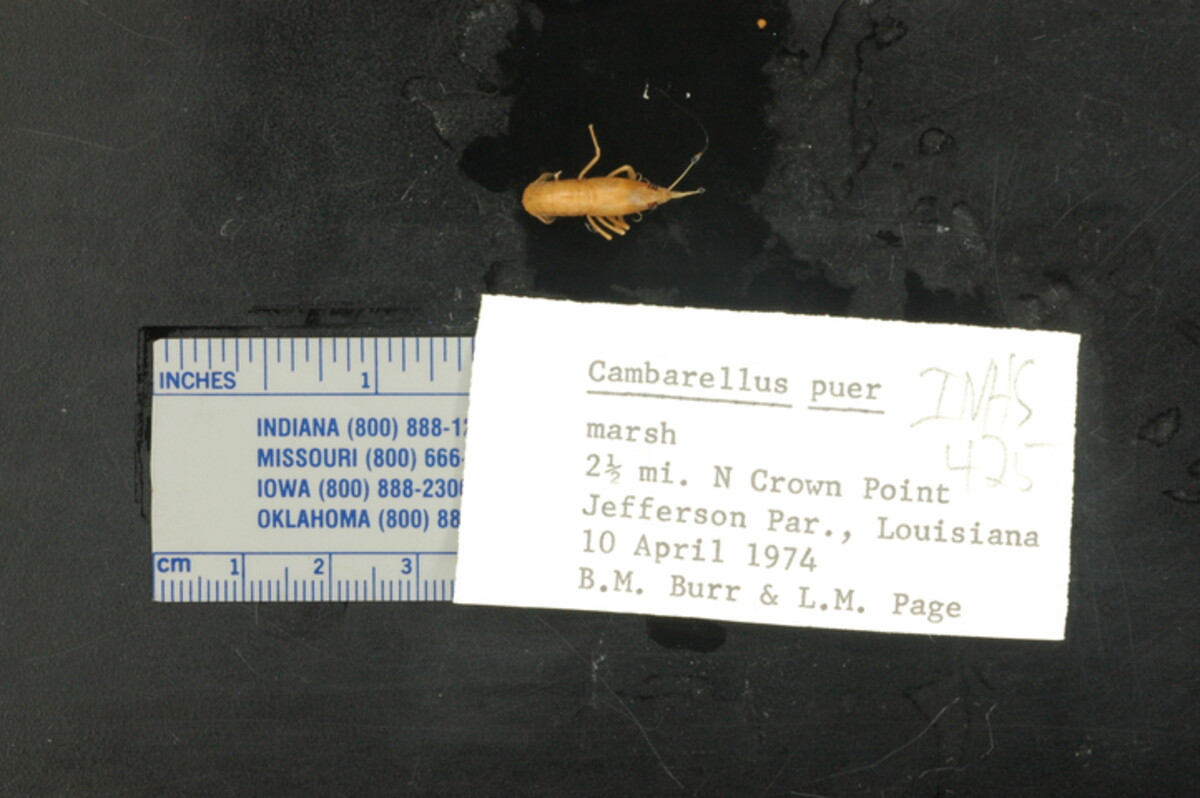 INCHES 1
INDIANA (800) 888-12
MISSOURI (800) 666-
IOWA (800) 888-230
OKLAHOMA (800) 88
cm 1 2 3
Cambarellus puer
INHS
425
marsh
2½ mi. N Crown Point
Jefferson Par., Louisiana
10 April 1974
B.M. Burr & L.M. Page